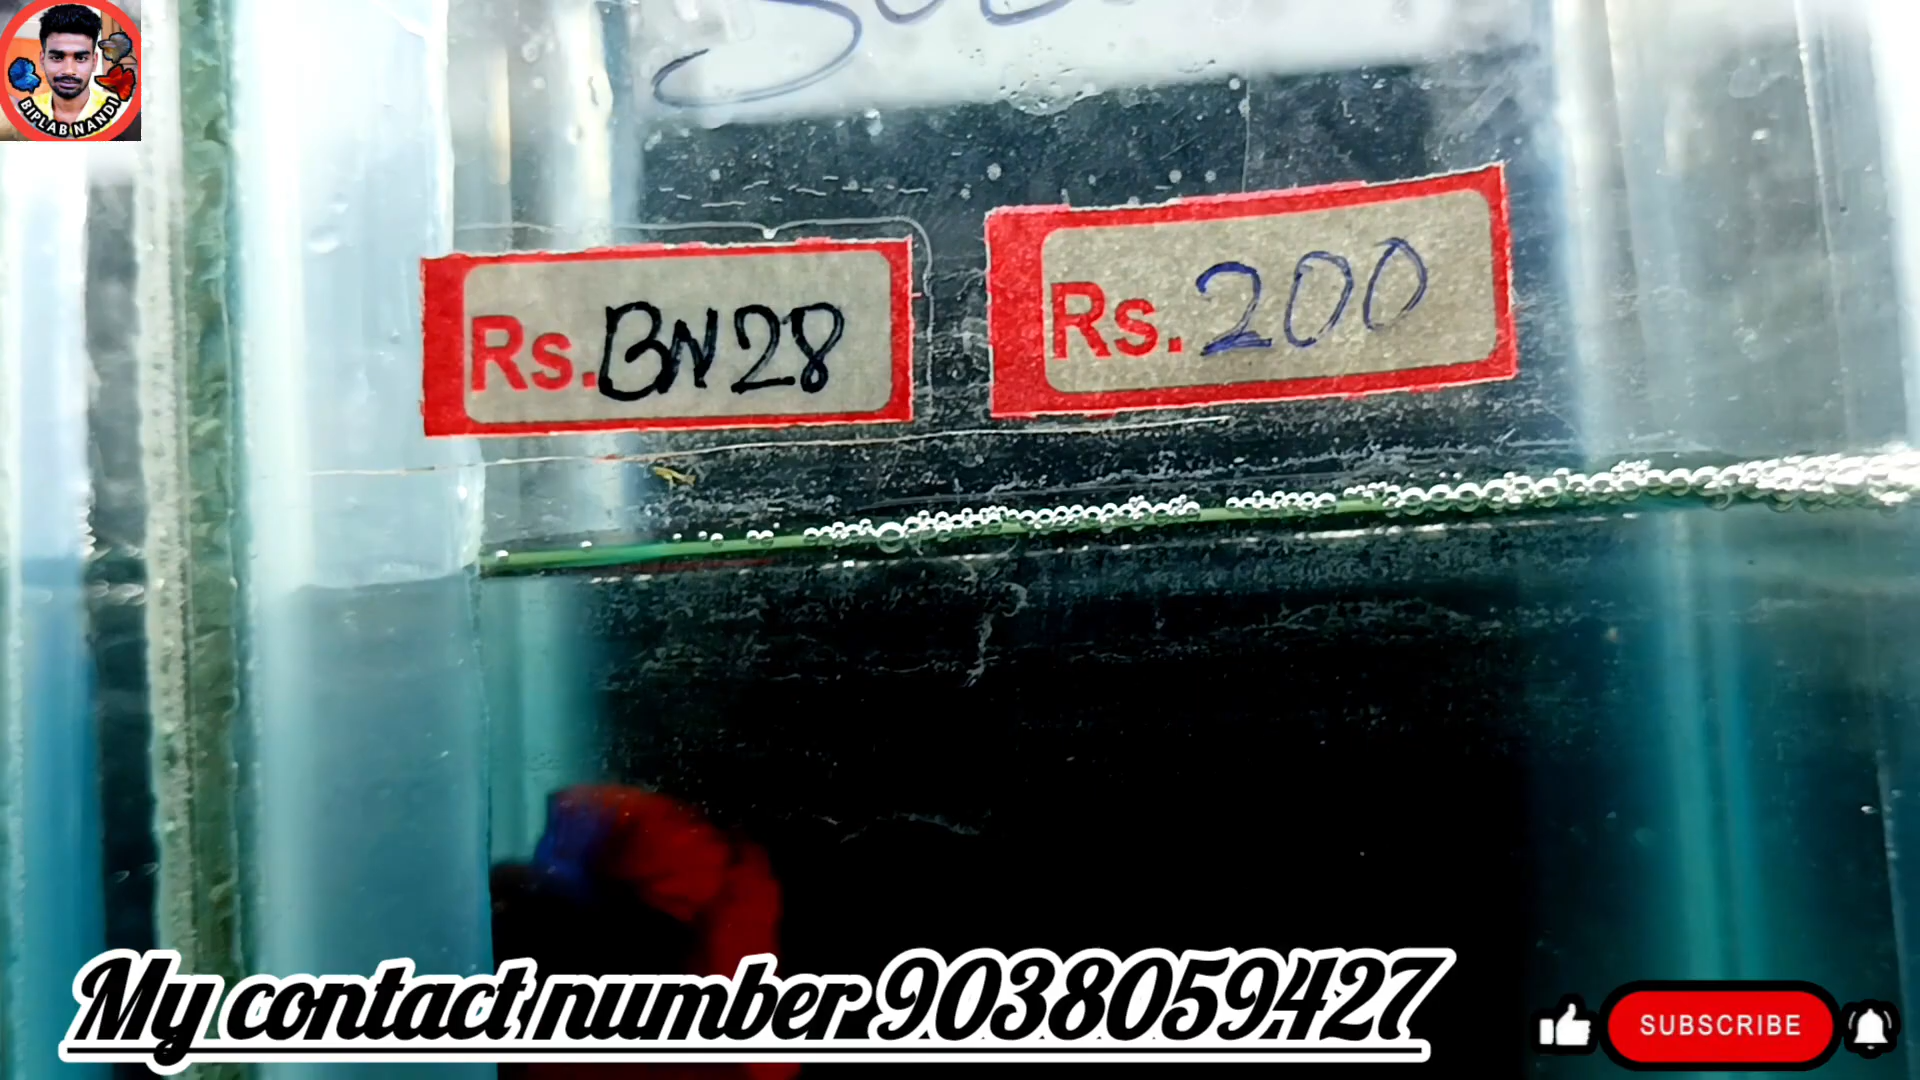 BIPLAB NANDI
Rs. BN28
Rs. 200
My contact number 9038059427
SUBSCRIBE